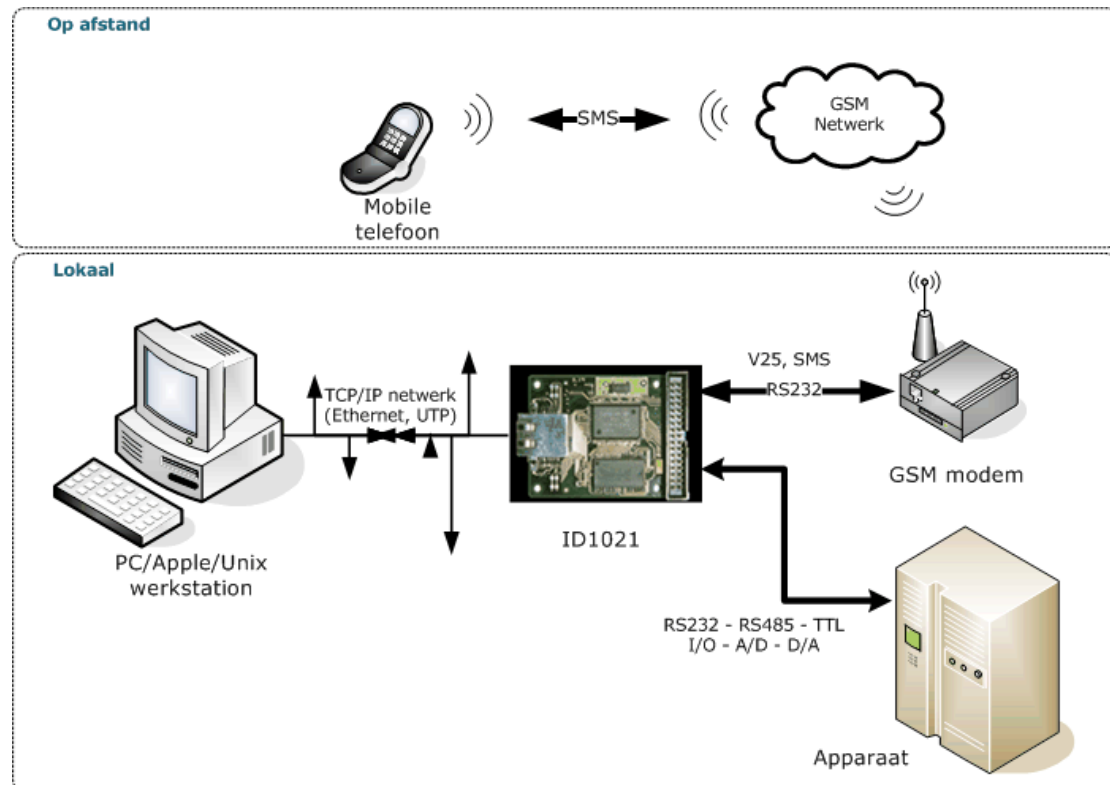 Op afstand
GSM
Netwerk
SMS
Mobile
telefoon
Lokaal
V25, SMS
RS232
TCP/IP netwerk
(Ethernet, UTP)
GSM modem
ID1021
PC/Apple/Unix
werkstation
RS232 - RS485 - TTL
I/O - A/D - D/A
Apparaat